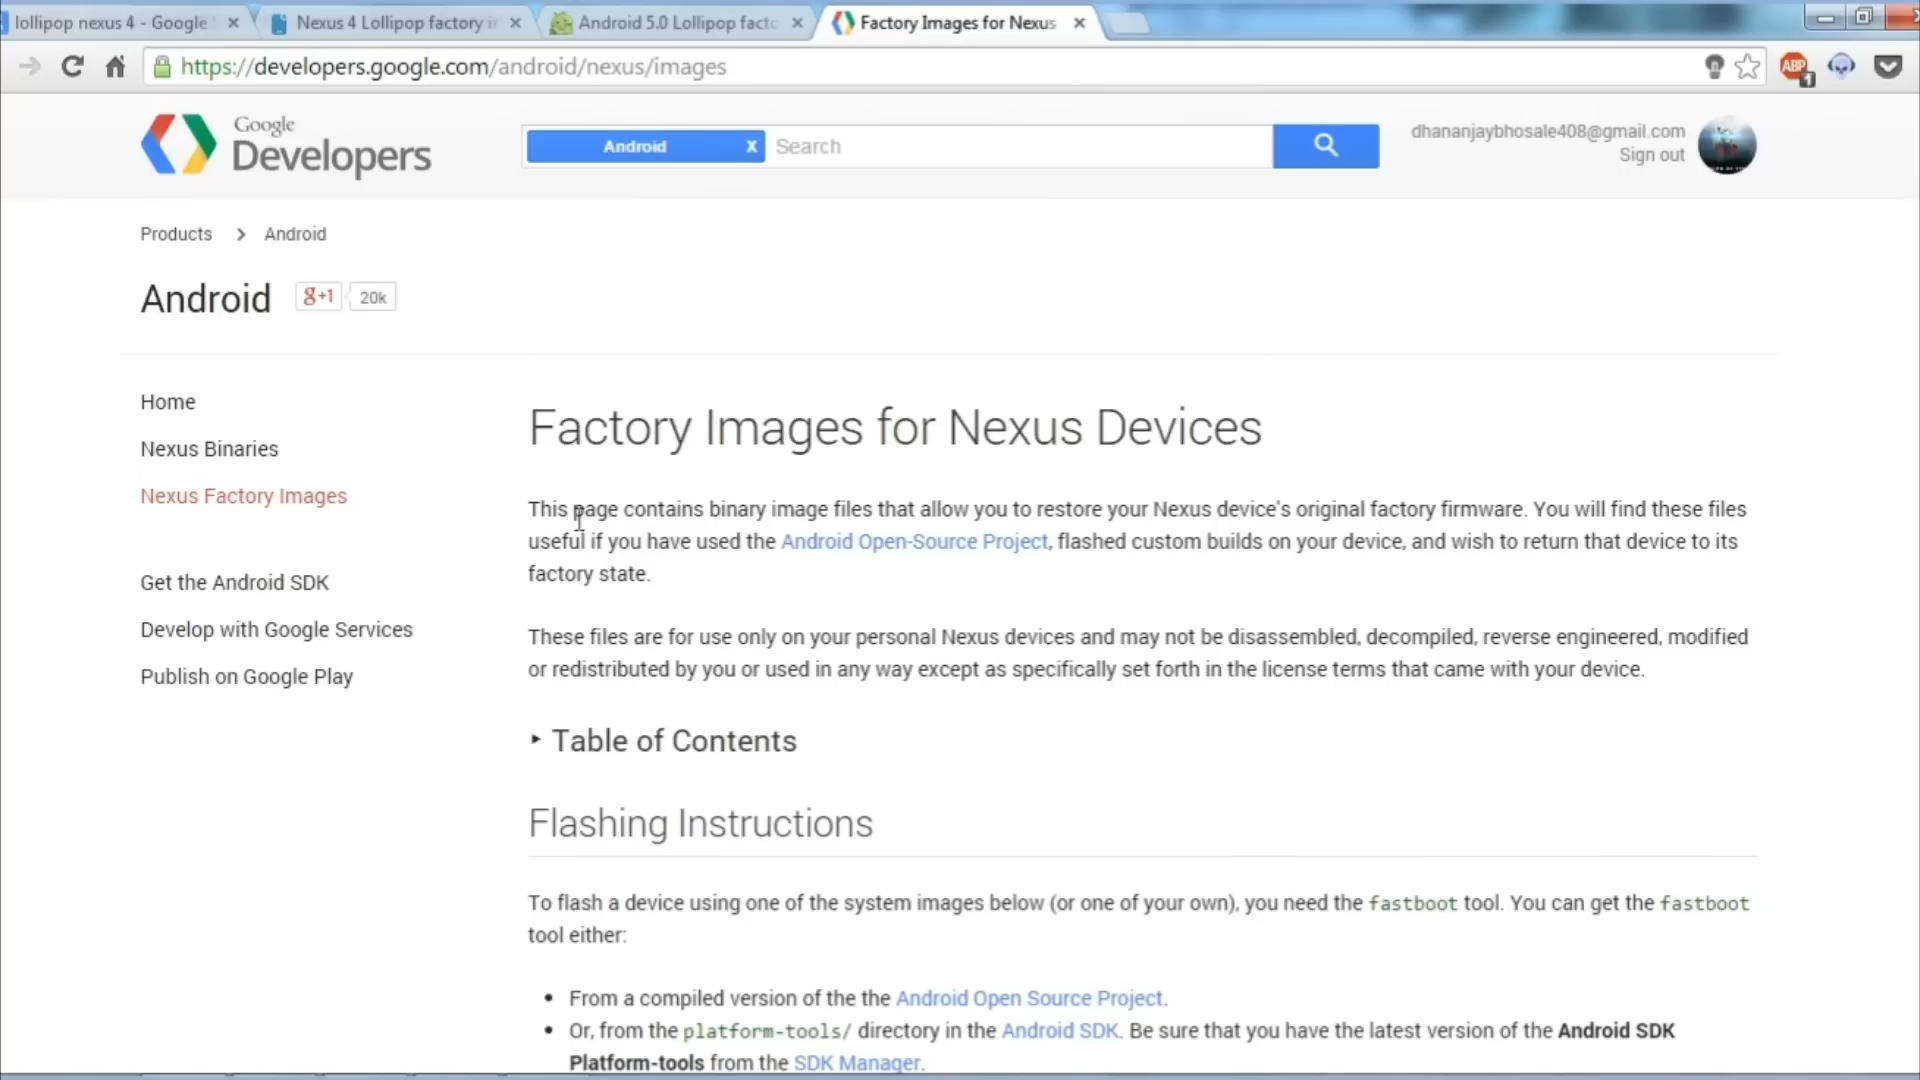 lollipop nexus 4 - Google
Nexus 4 Lollipop factory i
Android 5.0 Lollipop facto
Factory Images for Nexus
https://developers.google.com/android/nexus/images
ABP
1
Google
Developers
Android x
Search
dhananjaybhosale408@gmail.com
Sign out
Products > Android
Android
g+1
20k
Home
Nexus Binaries
Nexus Factory Images
Get the Android SDK
Develop with Google Services
Publish on Google Play
Factory Images for Nexus Devices
This page contains binary image files that allow you to restore your Nexus device's original factory firmware. You will find these files
useful if you have used the Android Open-Source Project, flashed custom builds on your device, and wish to return that device to its
factory state.
These files are for use only on your personal Nexus devices and may not be disassembled, decompiled, reverse engineered, modified
or redistributed by you or used in any way except as specifically set forth in the license terms that came with your device.
Table of Contents
Flashing Instructions
To flash a device using one of the system images below (or one of your own), you need the fastboot tool. You can get the fastboot
tool either:
• From a compiled version of the the Android Open Source Project.
• Or, from the platform-tools/ directory in the Android SDK. Be sure that you have the latest version of the Android SDK
Platform-tools from the SDK Manager.